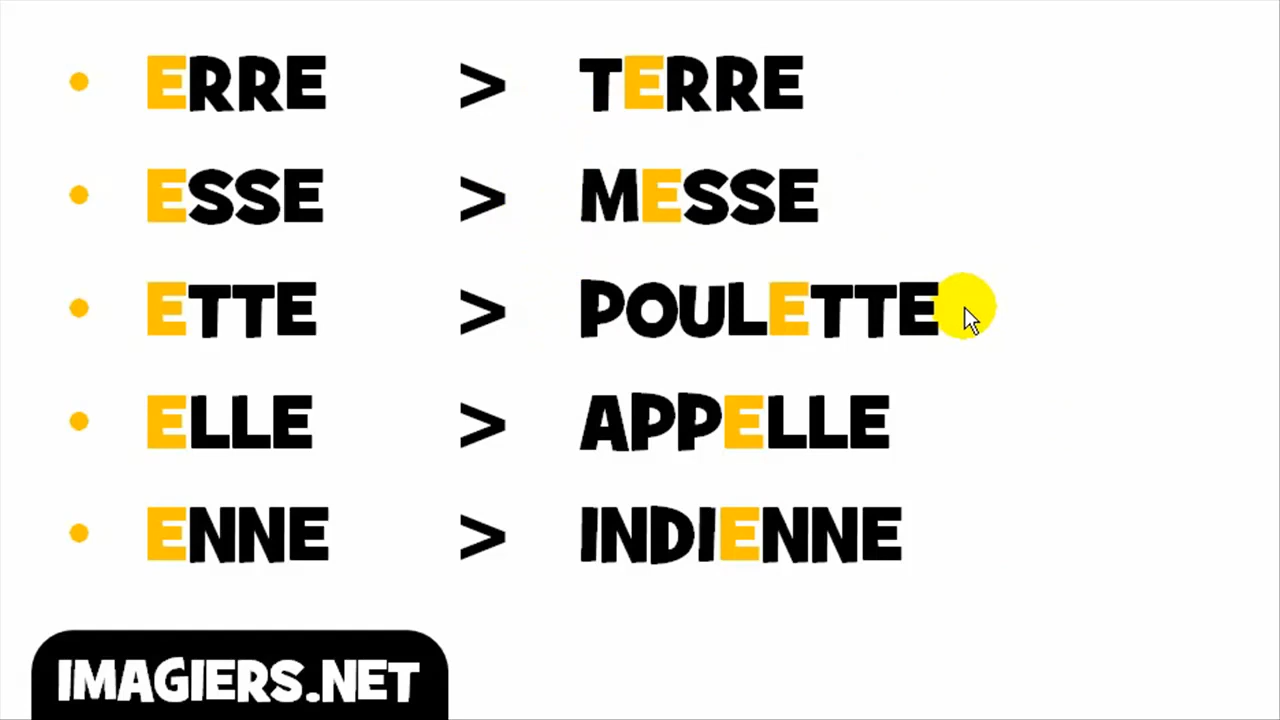 • ERRE > TERRE
• ESSE > MESSE
• ETTE > POULETTE
• ELLE > APPELLE
• ENNE > INDIENNE
IMAGIERS.NET